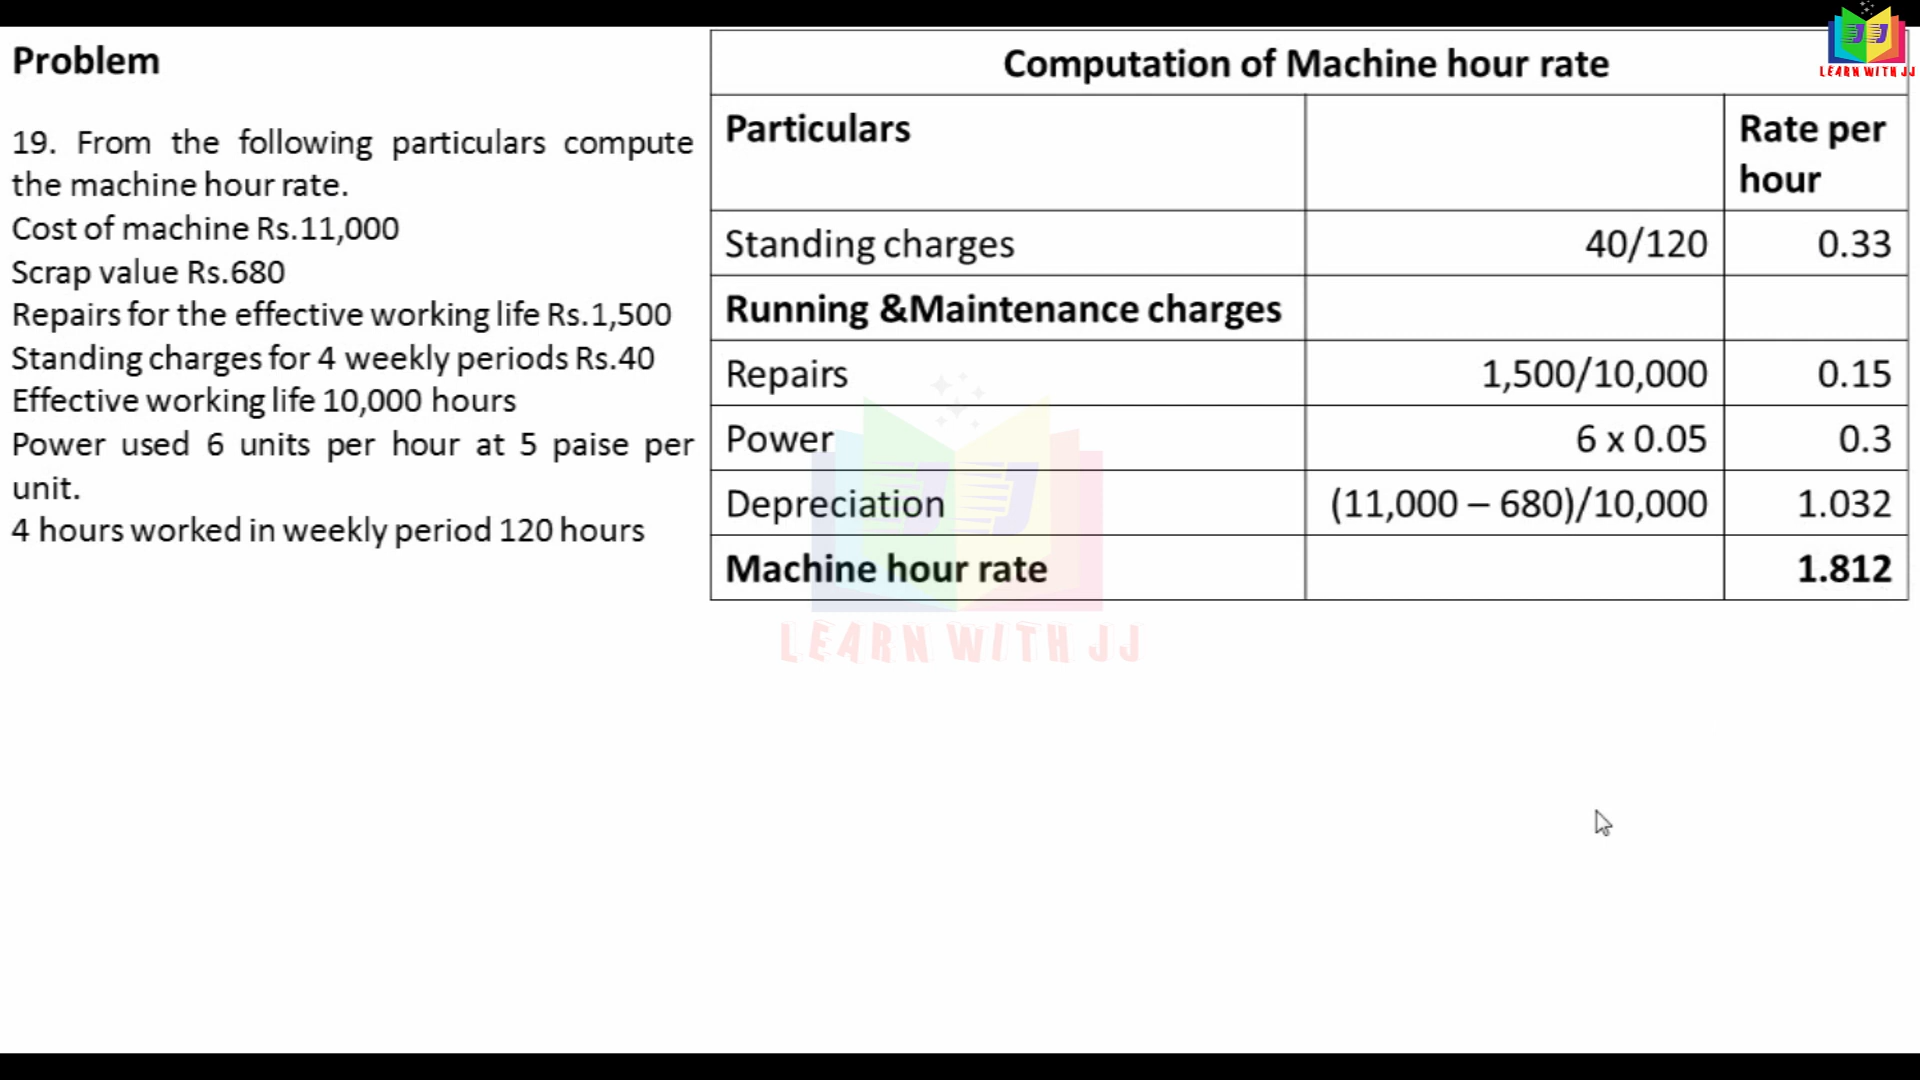 Problem
19. From the following particulars compute
the machine hour rate.
Cost of machine Rs.11,000
Scrap value Rs.680
Repairs for the effective working life Rs.1,500
Standing charges for 4 weekly periods Rs.40
Effective working life 10,000 hours
Power used 6 units per hour at 5 paise per
unit.
4 hours worked in weekly period 120 hours
Computation of Machine hour rate
Particulars Rate per
hour
Standing charges 40/120 0.33
Running &Maintenance charges
Repairs 1,500/10,000 0.15
Power 6 x 0.05 0.3
Depreciation (11,000 – 680)/10,000 1.032
Machine hour rate 1.812
JJ
LEARN WITH JJ
JJ
LEARN WITH JJ